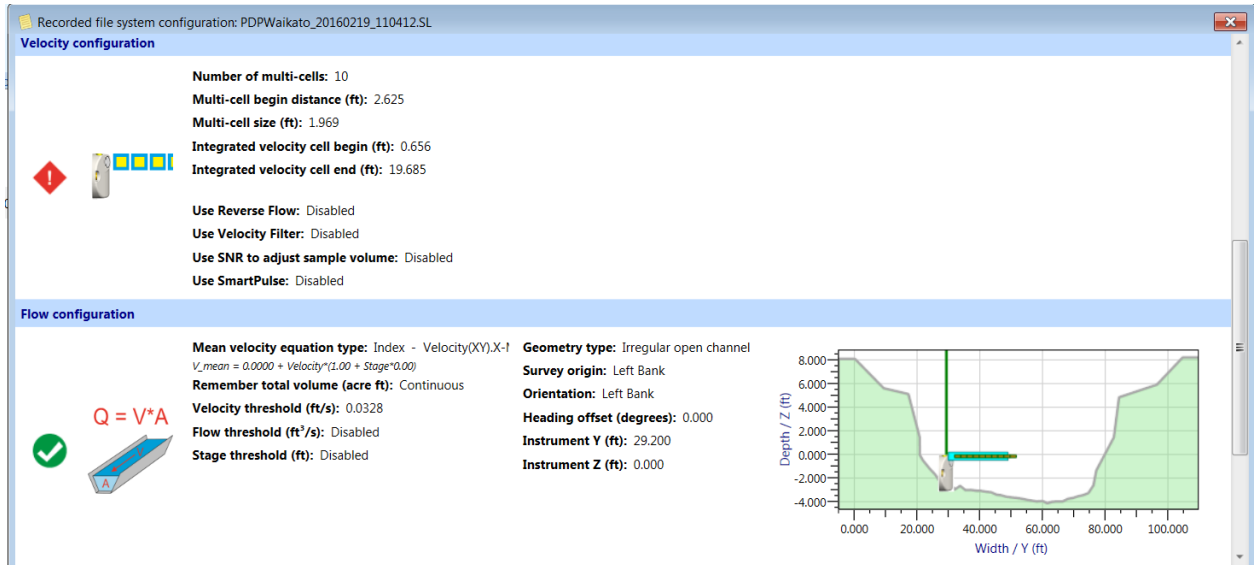 Recorded file system configuration: PDPWaikato_20160219_110412.SL
Velocity configuration
Number of multi-cells: 10
Multi-cell begin distance (ft): 2.625
Multi-cell size (ft): 1.969
Integrated velocity cell begin (ft): 0.656
Integrated velocity cell end (ft): 19.685
Use Reverse Flow: Disabled
Use Velocity Filter: Disabled
Use SNR to adjust sample volume: Disabled
Use SmartPulse: Disabled
Flow configuration
Q = V*A
A
Mean velocity equation type: Index - Velocity(XY).X-
V_mean = 0.0000 + Velocity*(1.00 + Stage*0.00)
Remember total volume (acre ft): Continuous
Velocity threshold (ft/s): 0.0328
Flow threshold (ft³/s): Disabled
Stage threshold (ft): Disabled
Geometry type: Irregular open channel
Survey origin: Left Bank
Orientation: Left Bank
Heading offset (degrees): 0.000
Instrument Y (ft): 29.200
Instrument Z (ft): 0.000
Depth / Z (ft)
8.000
6.000
4.000
2.000
0.000
-2.000
-4.000
0.000 20.000 40.000 60.000 80.000 100.000
Width / Y (ft)